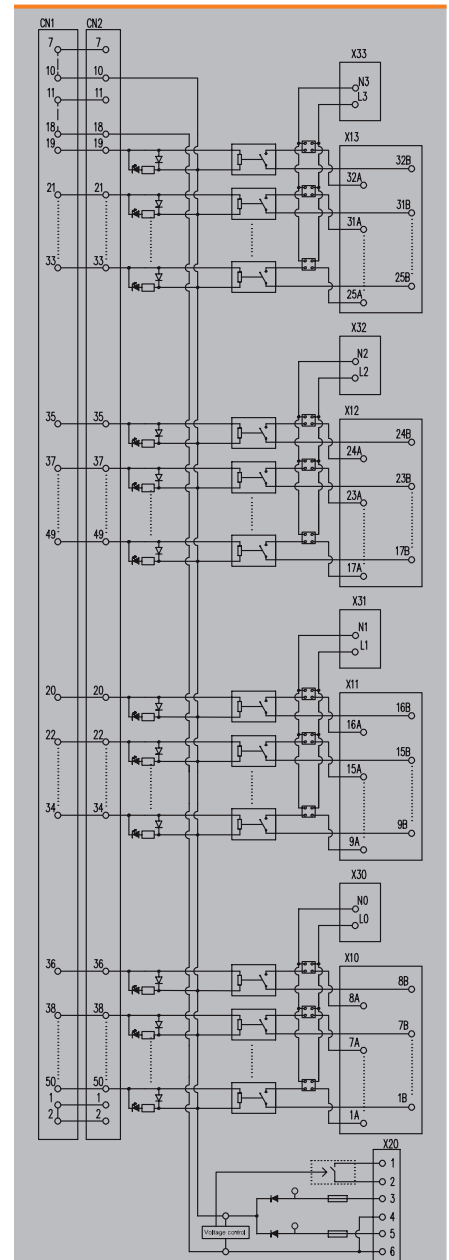 CN1 CN2
7 7
10 10
11 11
18 18
19 19
21 21
33 33
X33
N3
L3
X13
32B
32A
31B
31A
25B
25A
35 35
37 37
49 49
X32
N2
L2
X12
24B
24A
23B
23A
17B
17A
20 20
22 22
34 34
X31
N1
L1
X11
16B
16A
15B
15A
9B
9A
36 36
38 38
50 50
1 1
2 2
X30
N0
L0
X10
8B
8A
7B
7A
1B
1A
X20
1
2
3
4
5
6
Voltage control